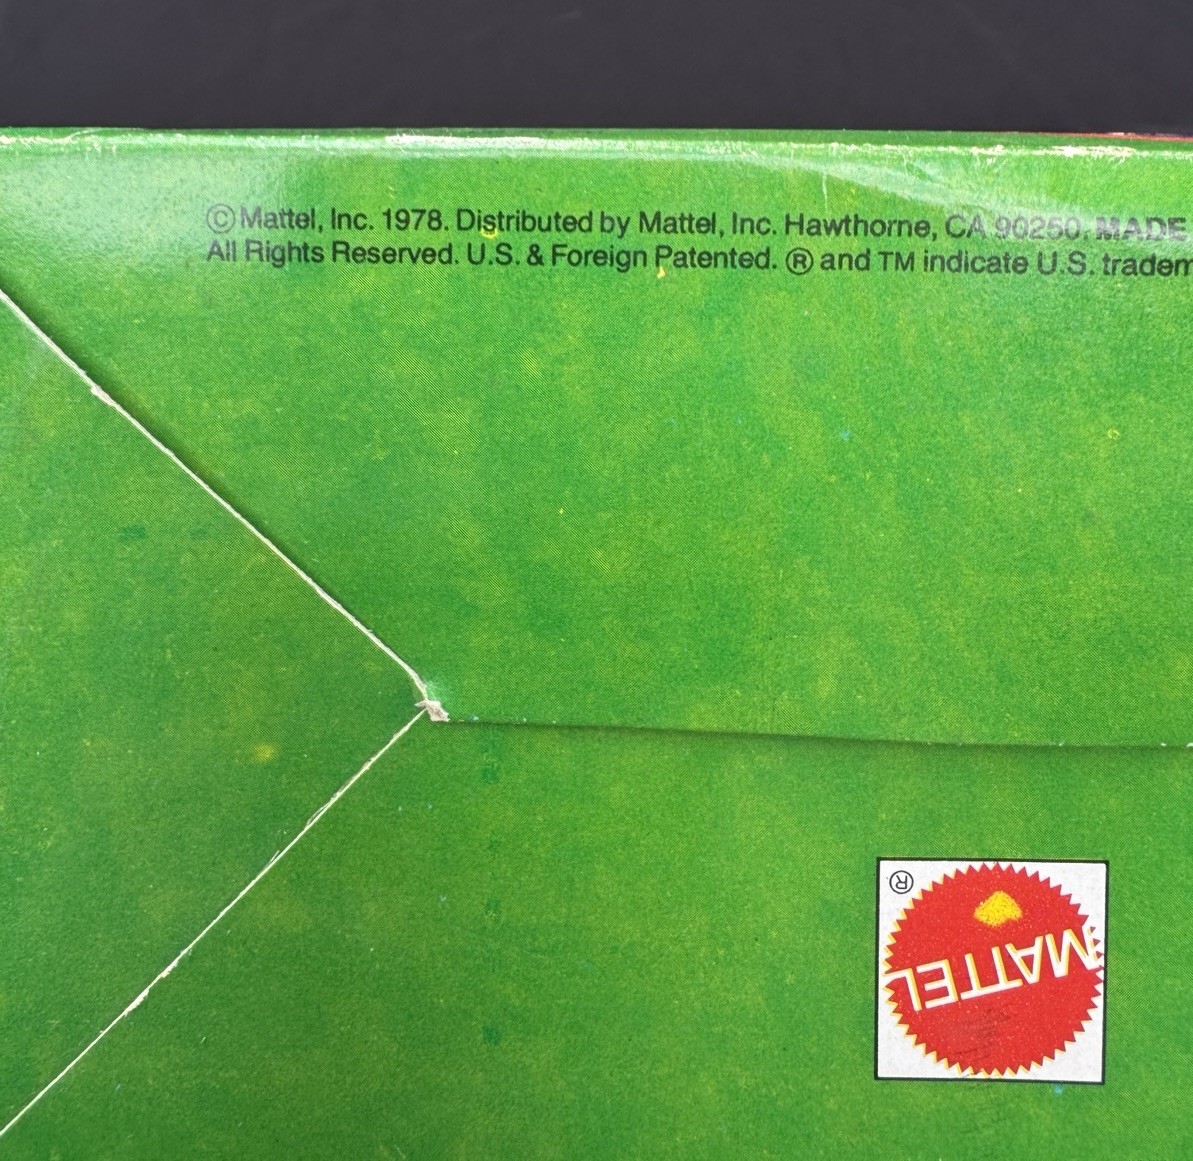 ©Mattel, Inc. 1978. Distributed by Mattel, Inc. Hawthorne, CA 90250. MADE
All Rights Reserved. U.S. & Foreign Patented. ® and TM indicate U.S. tradem
®
MATTEL